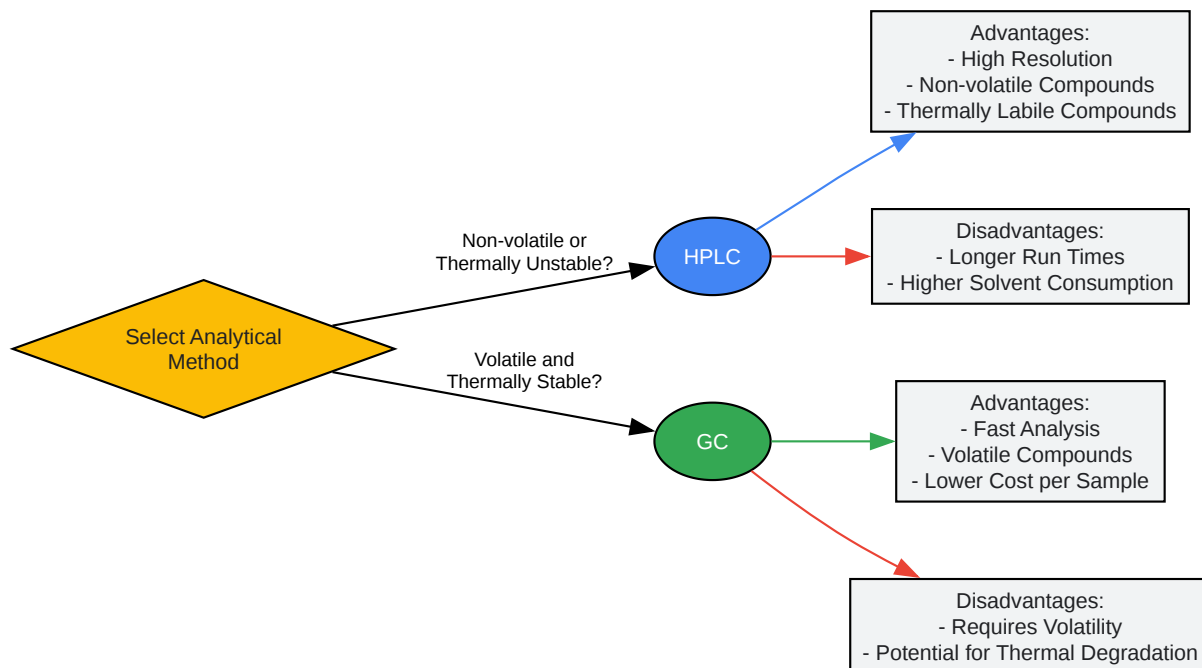 Select Analytical
Method
Non-volatile or
Thermally Unstable?
HPLC
Advantages:
- High Resolution
- Non-volatile Compounds
- Thermally Labile Compounds
Disadvantages:
- Longer Run Times
- Higher Solvent Consumption
Volatile and
Thermally Stable?
GC
Advantages:
- Fast Analysis
- Volatile Compounds
- Lower Cost per Sample
Disadvantages:
- Requires Volatility
- Potential for Thermal Degradation